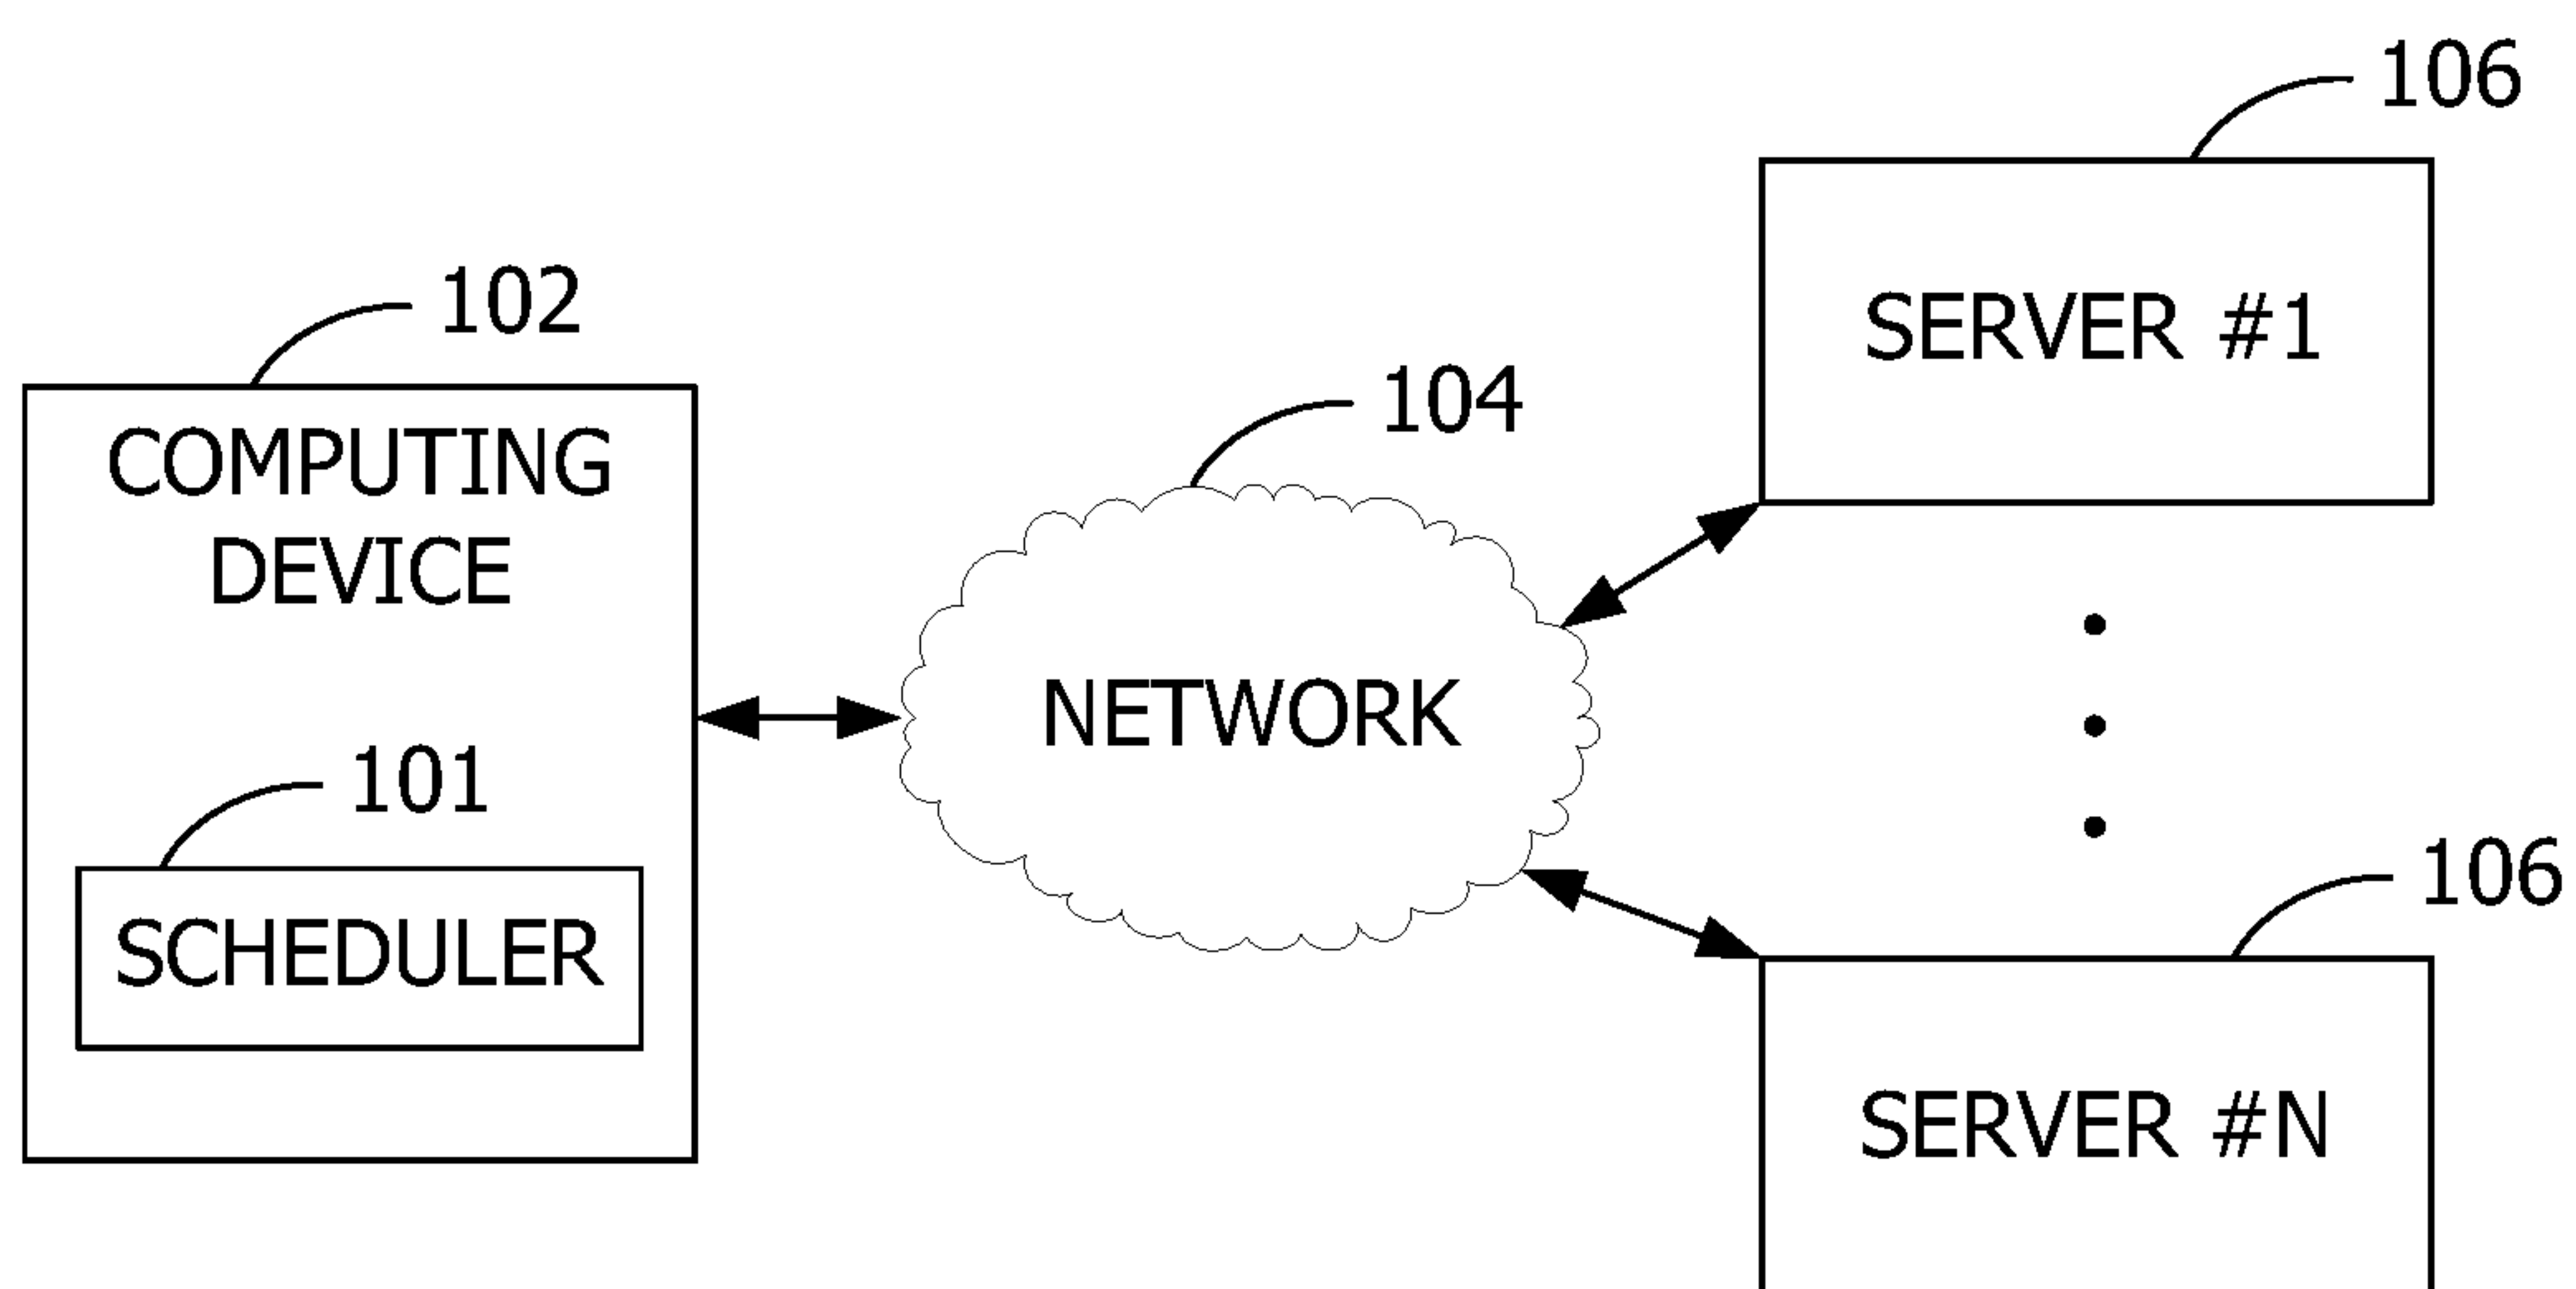 106
SERVER #1
102
COMPUTING
DEVICE
104
NETWORK
101
SCHEDULER
106
SERVER #N